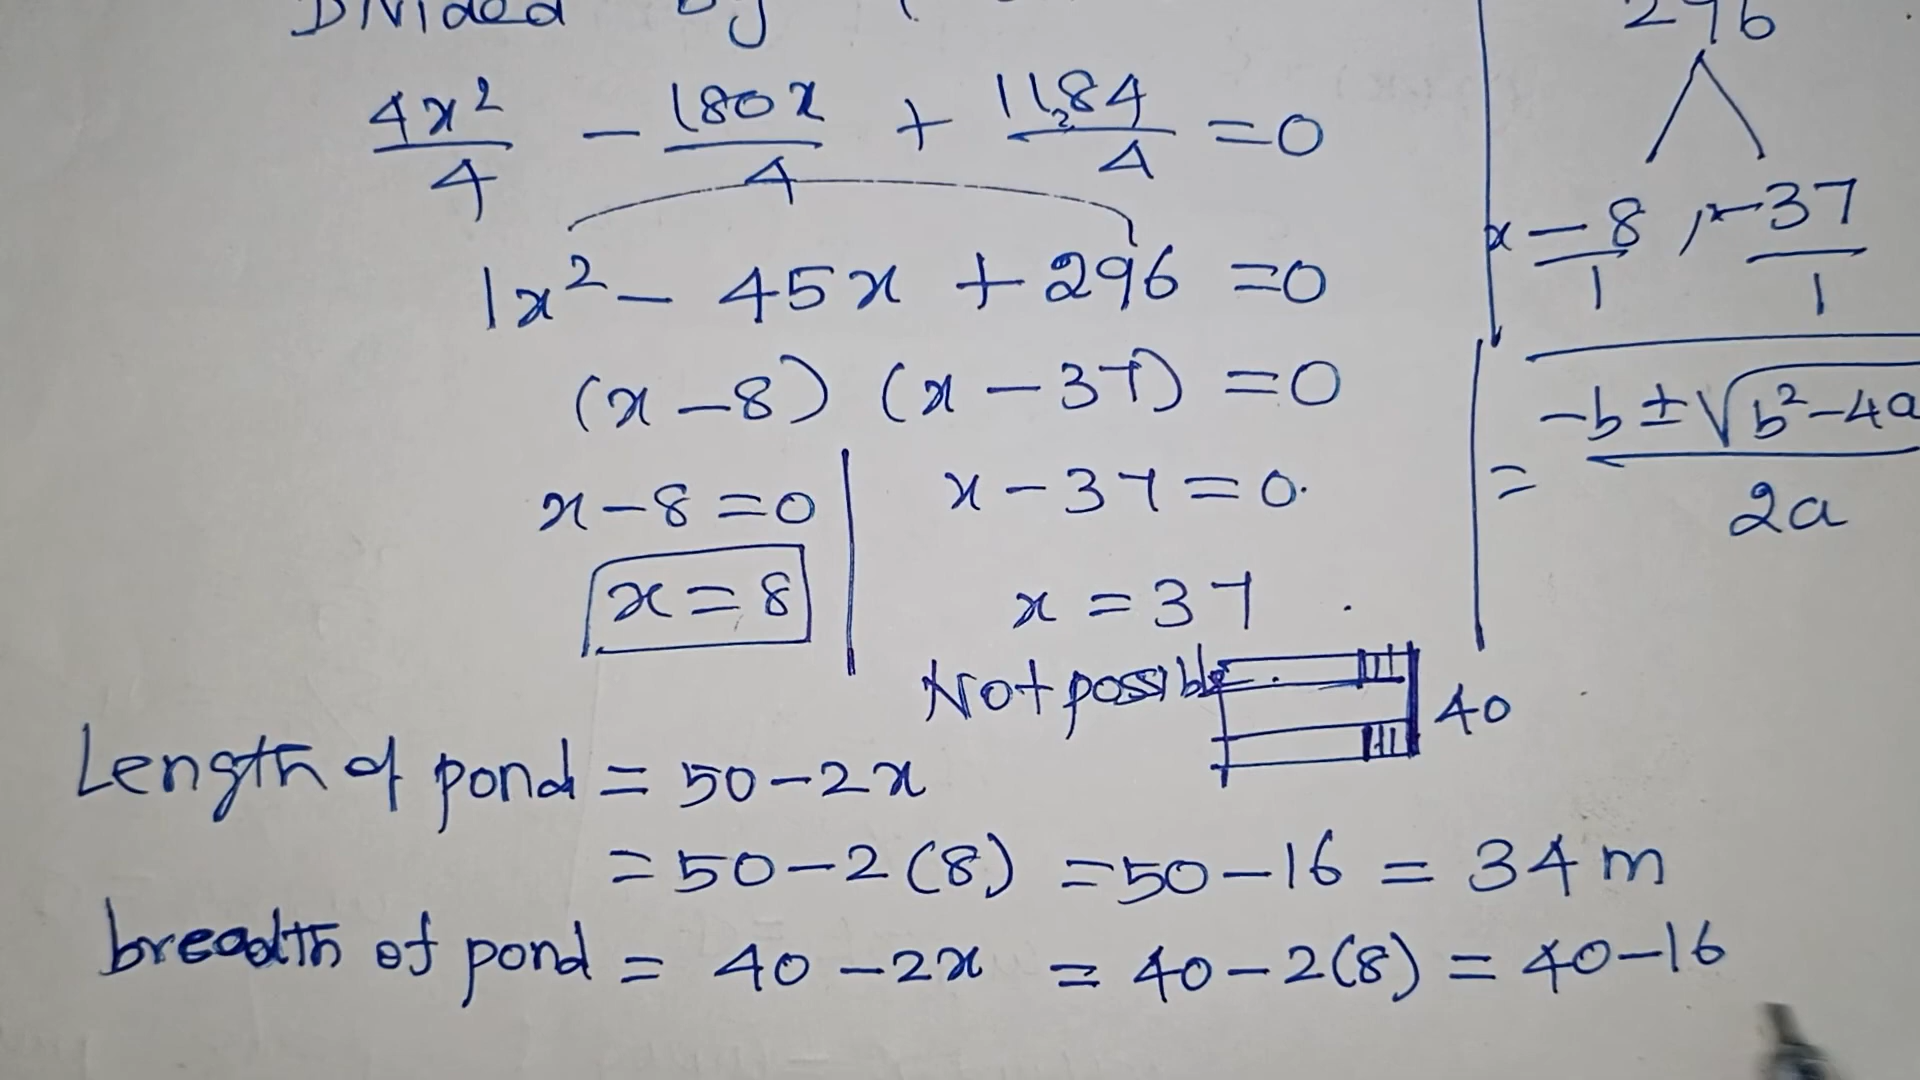 Divided by
4x²/4 − 180x/4 + 1184/4 = 0
1x² − 45x + 296 = 0
(x − 8) (x − 37) = 0
x − 8 = 0
x = 8
x − 37 = 0
x = 37
Not possible
40
Length of pond = 50 − 2x
= 50 − 2(8) = 50 − 16 = 34 m
breadth of pond = 40 − 2x = 40 − 2(8) = 40 − 16
296
x − 8/1 , x − 37/1
= −b ± √b² − 4a
2a